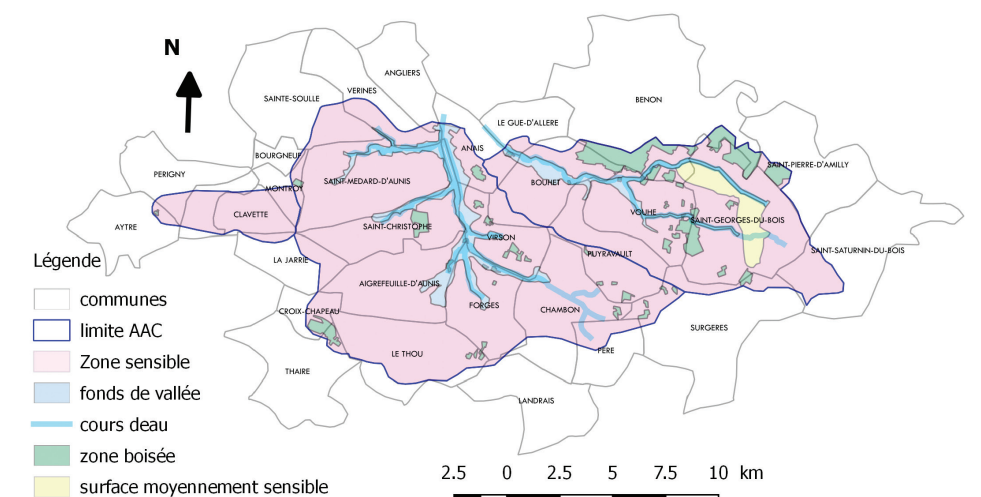 N
ANGLIERS
VERINES
SAINTE-SOULLE
BENON
LE GUE-D'ALLERE
ANAIS
BOURGNEUF
SAINT-PIERRE-D'AMILLY
PERIGNY
SAINT-MEDARD-D'AUNIS
BOUHET
MONTROY
CLAVETTE
VOUHE
SAINT-GEORGES-DU-BOIS
AYTRE
SAINT-CHRISTOPHE
VIRSON
SAINT-SATURNIN-DU-BOIS
PUYRAVAULT
LA JARRIE
AIGREFEUILLE-D'AUNIS
FORGES
CHAMBON
CROIX-CHAPEAU
SURGERES
PERE
LE THOU
THAIRE
LANDRAIS
Légende
communes
limite AAC
Zone sensible
fonds de vallée
cours deau
zone boisée
surface moyennement sensible
2.5 0 2.5 5 7.5 10 km